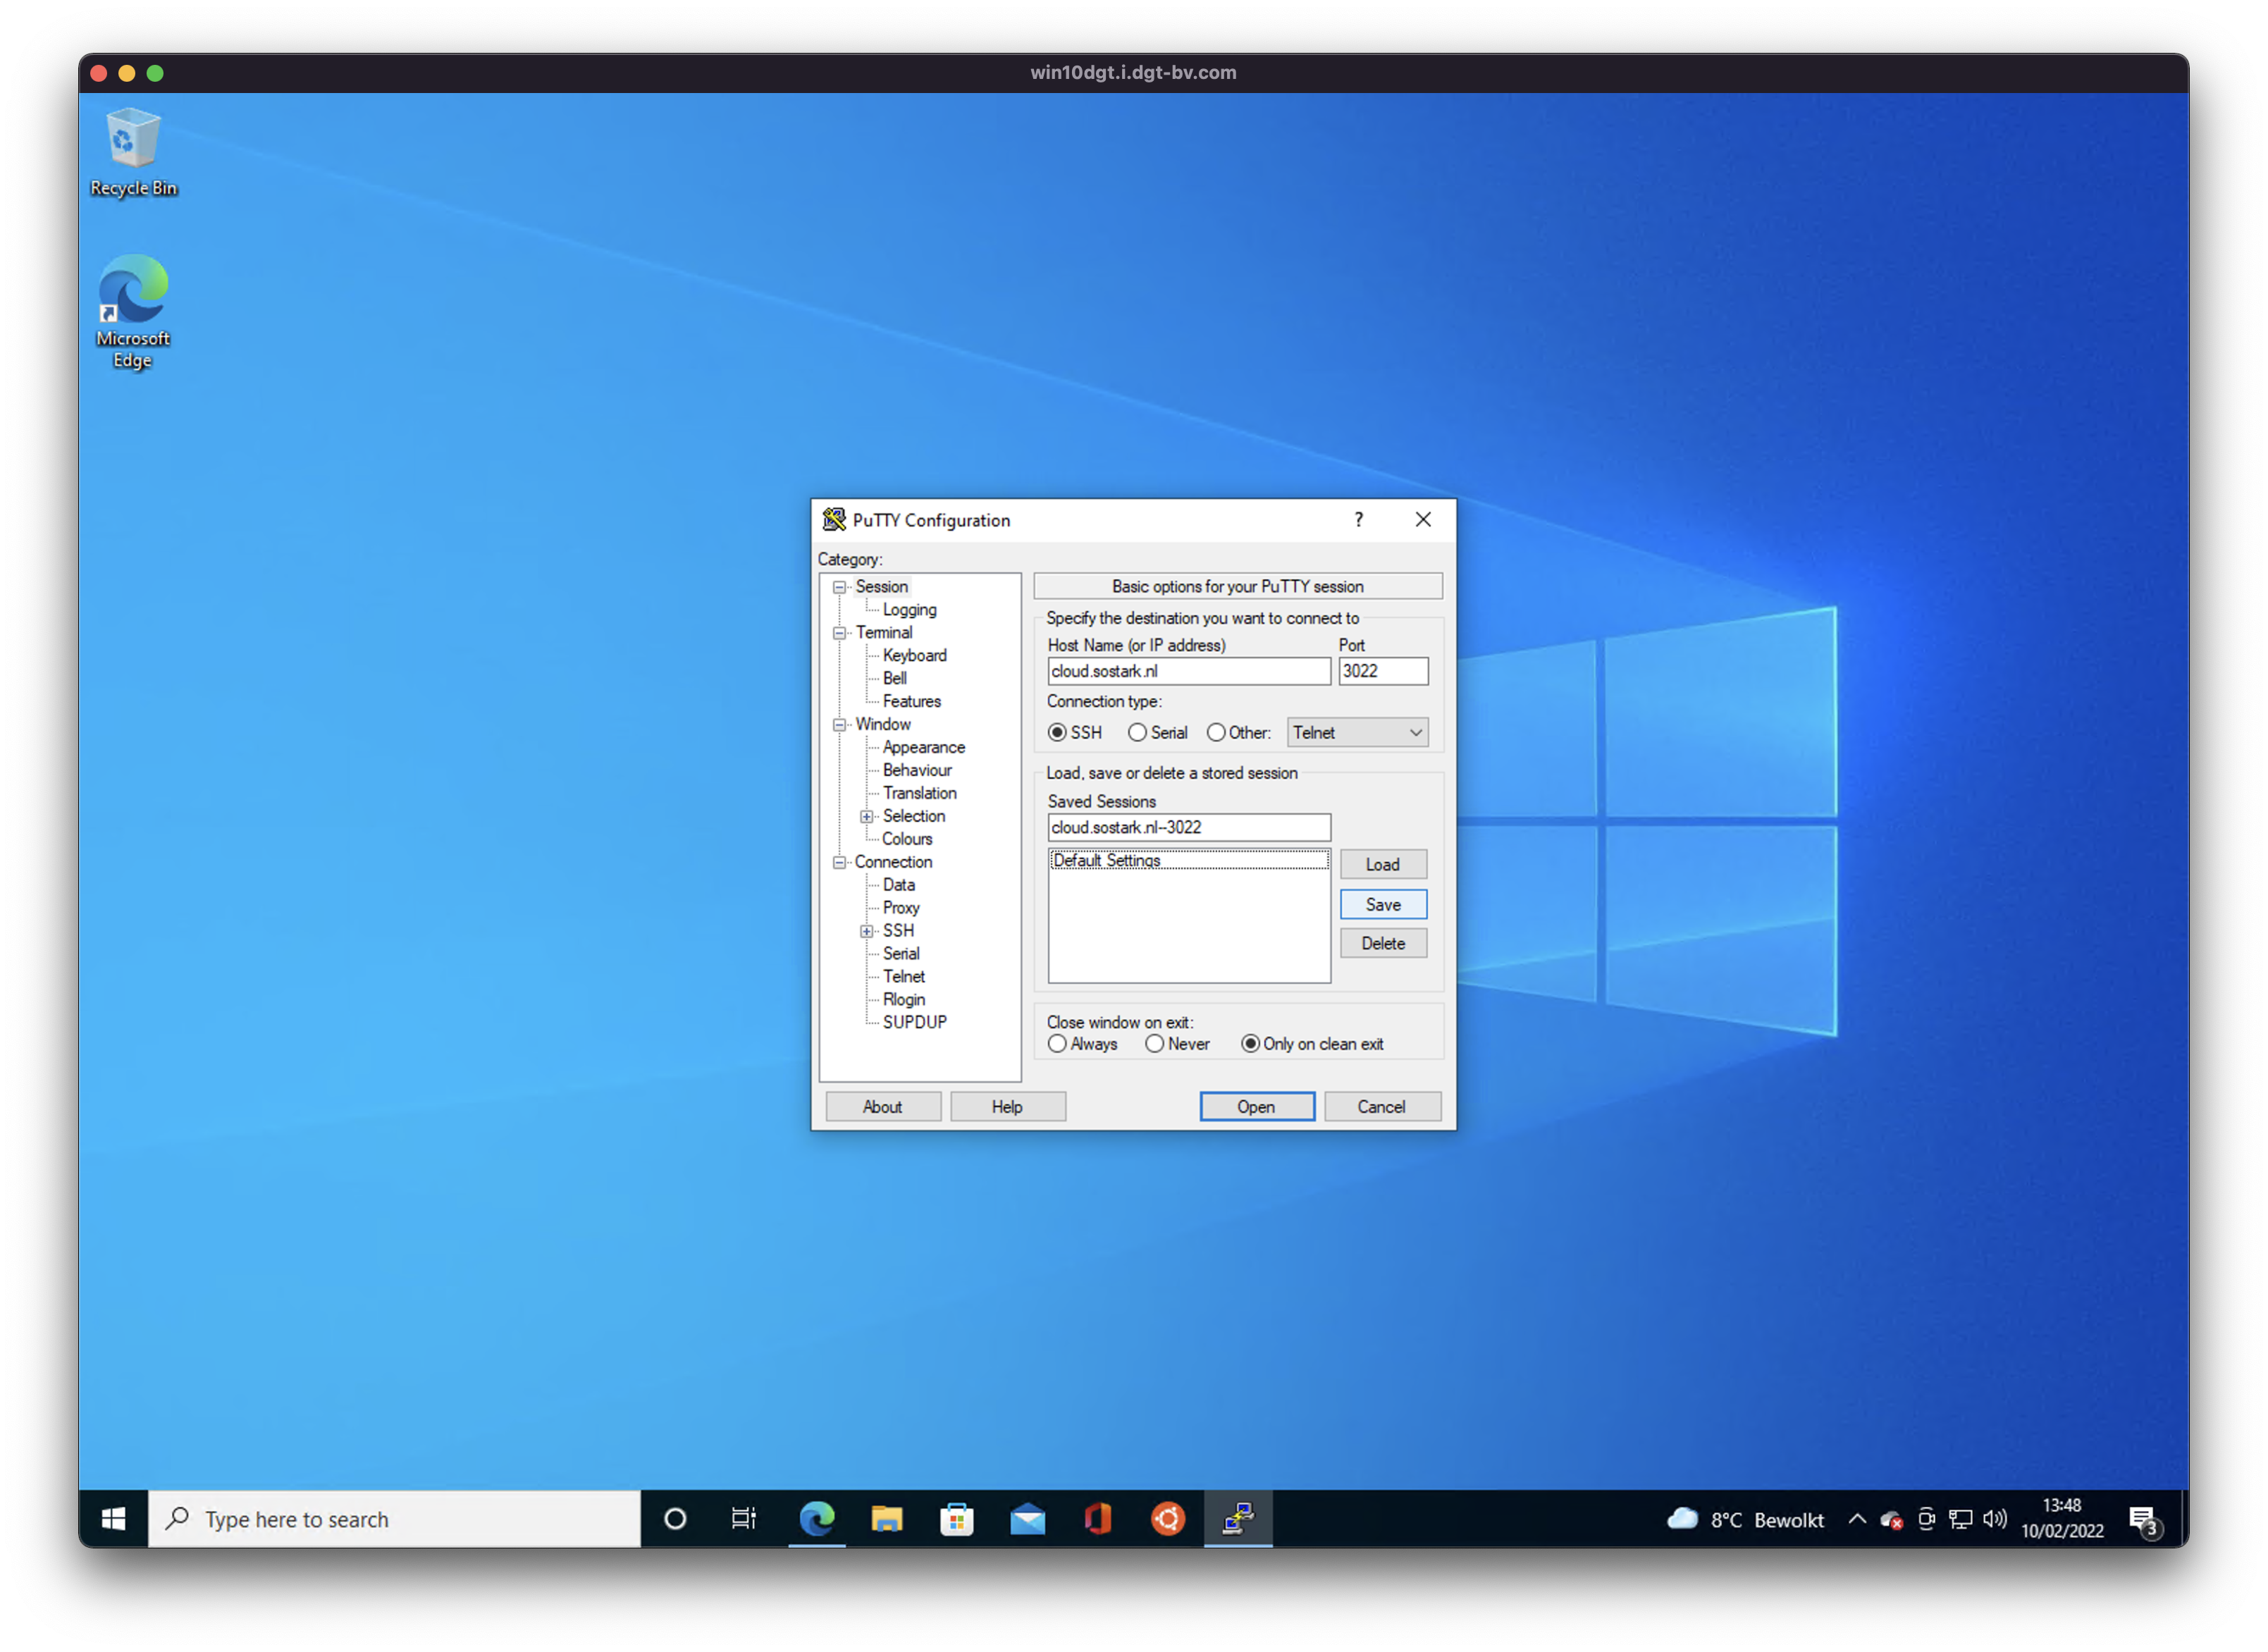 win10dgt.i.dgt-bv.com
Recycle Bin
Microsoft
Edge
PuTTY Configuration
?
Category:
Session
Logging
Terminal
Keyboard
Bell
Features
Window
Appearance
Behaviour
Translation
Selection
Colours
Connection
Data
Proxy
SSH
Serial
Telnet
Rlogin
SUPDUP
Basic options for your PuTTY session
Specify the destination you want to connect to
Host Name (or IP address) Port
cloud.sostark.nl 3022
Connection type:
SSH Serial Other: Telnet
Load, save or delete a stored session
Saved Sessions
cloud.sostark.nl--3022
Default Settings
Load
Save
Delete
Close window on exit:
Always Never Only on clean exit
About Help Open Cancel
Type here to search
8°C Bewolkt
13:48
10/02/2022
3